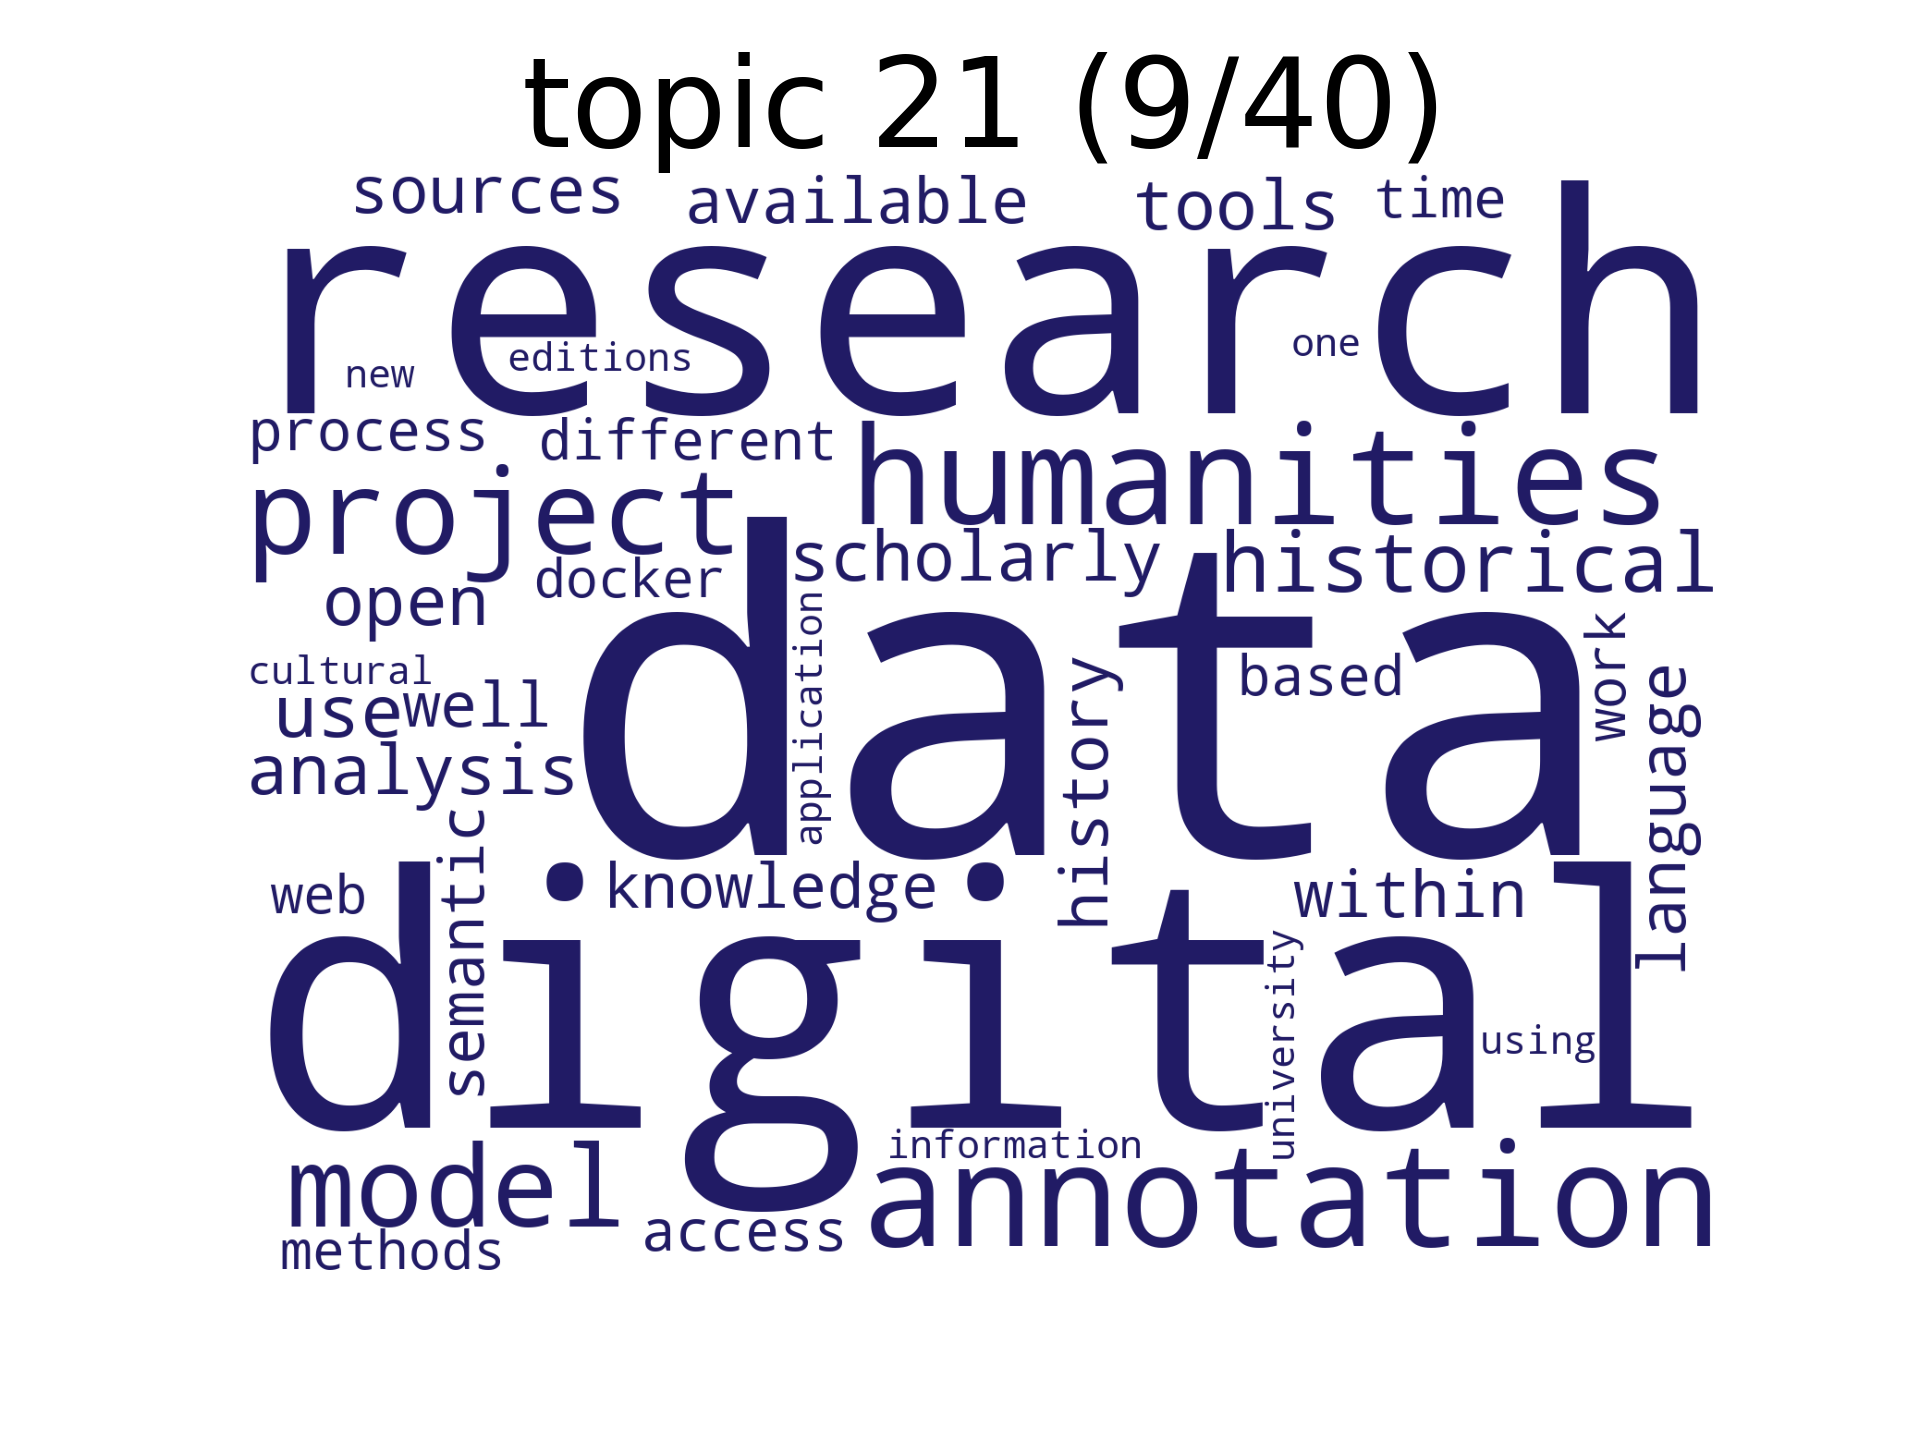 topic 21 (9/40)
sources available tools time
research
new editions one
process different
humanities
project
scholarly historical
open docker
data
application
history
based
work
language
cultural
use well
analysis
semantic
web knowledge within
digital
university
using
information
model annotation
methods access